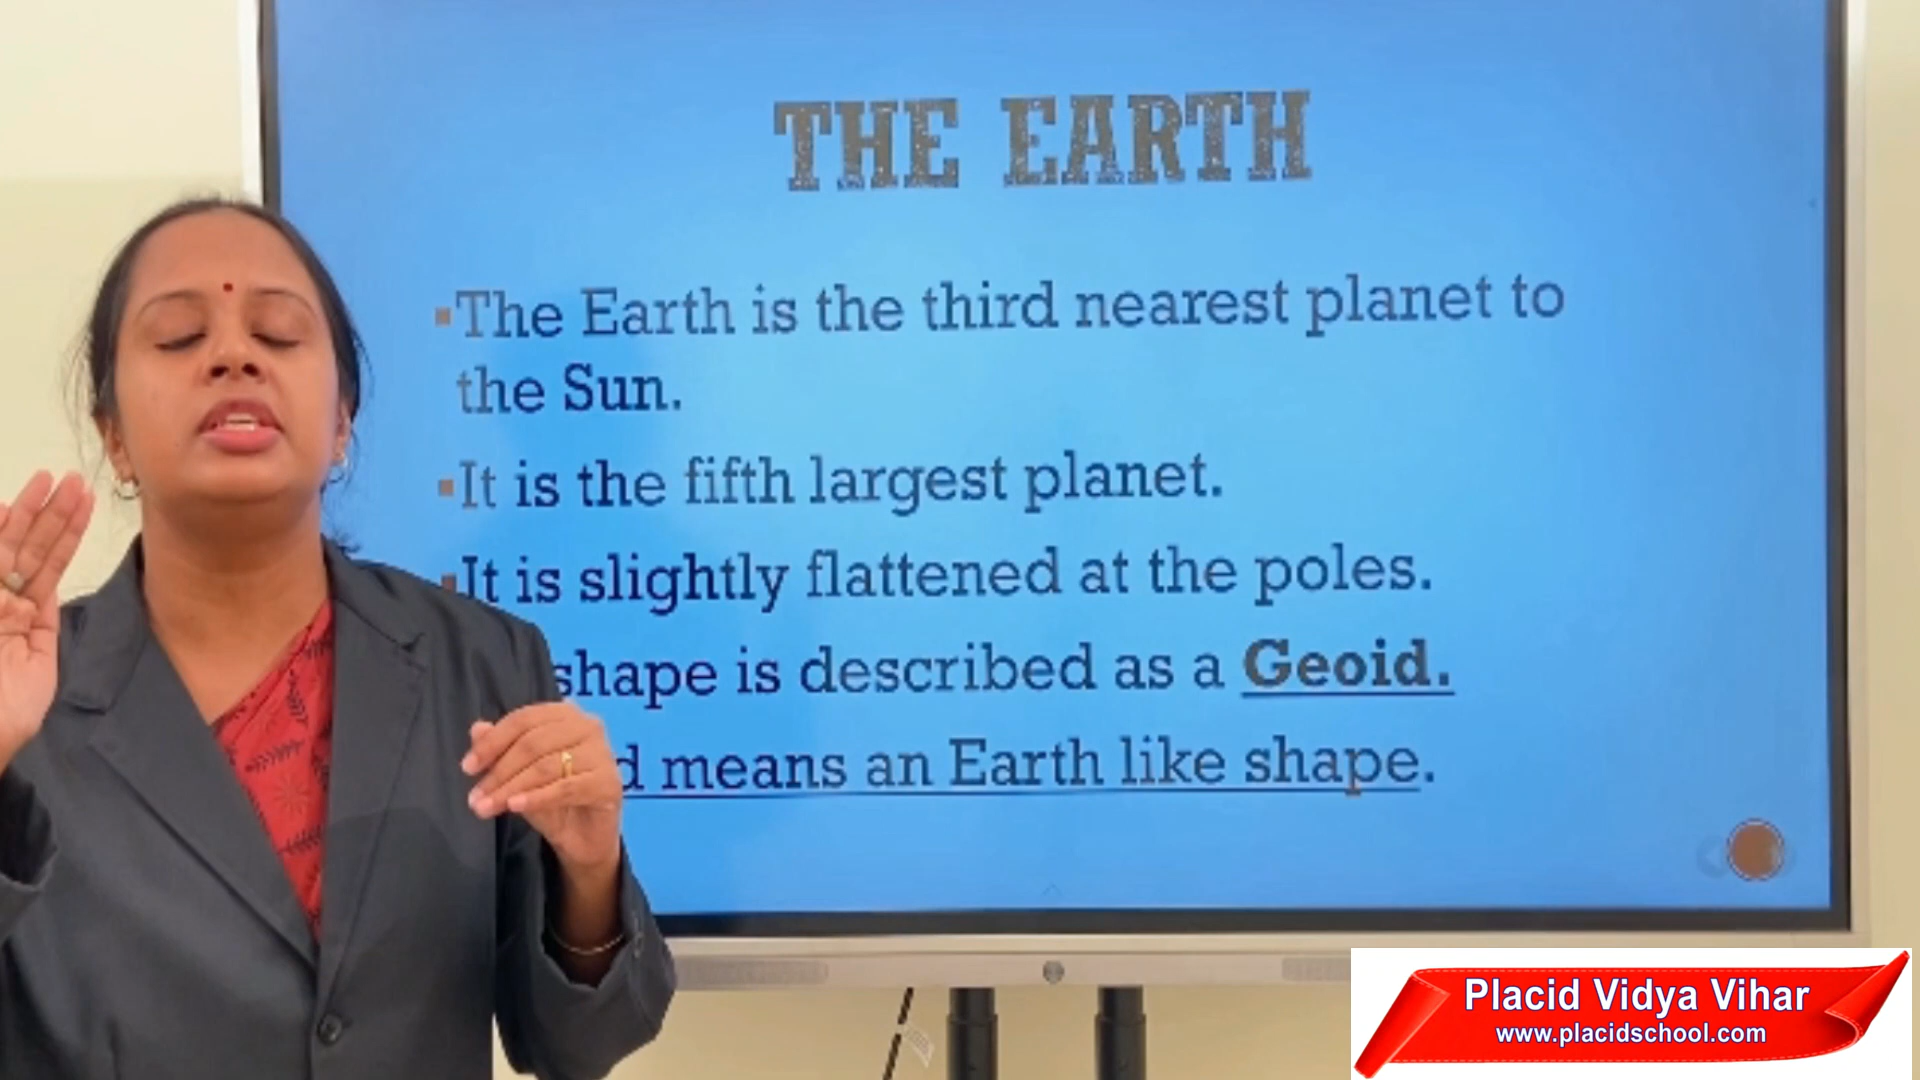 THE EARTH
▪The Earth is the third nearest planet to
the Sun.
▪It is the fifth largest planet.
▪It is slightly flattened at the poles.
shape is described as a Geoid.
means an Earth like shape.
Placid Vidya Vihar
www.placidschool.com